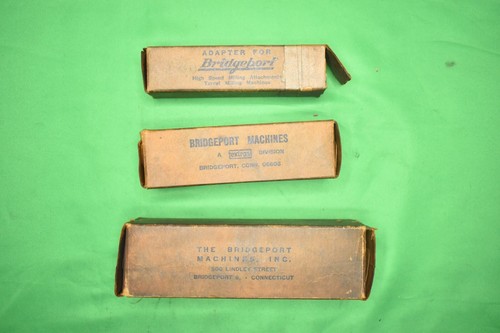 ADAPTER FOR
Bridgeport
High Speed Milling Attachments
Turret Milling Machines
BRIDGEPORT MACHINES
A DIVISION
BRIDGEPORT, CONN. 06606
THE BRIDGEPORT
MACHINES, INC.
500 LINDLEY STREET
BRIDGEPORT 6, • CONNECTICUT